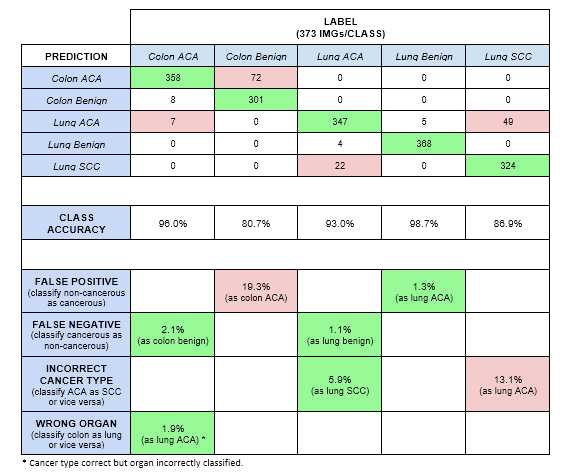 LABEL
(373 IMGs/CLASS)
PREDICTION Colon ACA Colon Benign Lung ACA Lung Benign Lung SCC
Colon ACA 358 72 0 0 0
Colon Benign 8 301 0 0 0
Lung ACA 7 0 347 5 49
Lung Benign 0 0 4 368 0
Lung SCC 0 0 22 0 324
CLASS
ACCURACY 96.0% 80.7% 93.0% 98.7% 86.9%
FALSE POSITIVE
(classify non-cancerous
as cancerous)
19.3%
(as colon ACA)
1.3%
(as lung ACA)
FALSE NEGATIVE
(classify cancerous as
non-cancerous)
2.1%
(as colon benign)
1.1%
(as lung benign)
INCORRECT
CANCER TYPE
(classify ACA as SCC
or vice versa)
5.9%
(as lung SCC)
13.1%
(as lung ACA)
WRONG ORGAN
(classify colon as lung
or vice versa)
1.9%
(as lung ACA) *
* Cancer type correct but organ incorrectly classified.